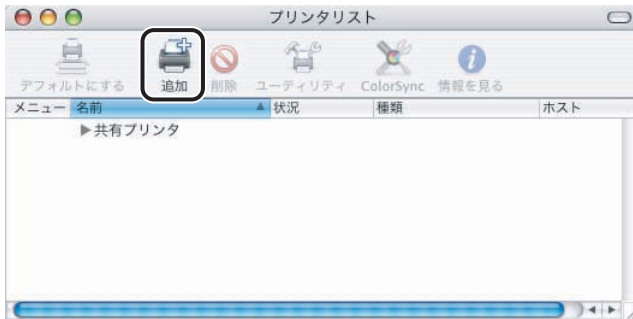 プリンタリスト
デフォルトにする 追加 削除 ユーティリティ ColorSync 情報を見る
メニュー 名前 状況 種類 ホスト
共有プリンタ